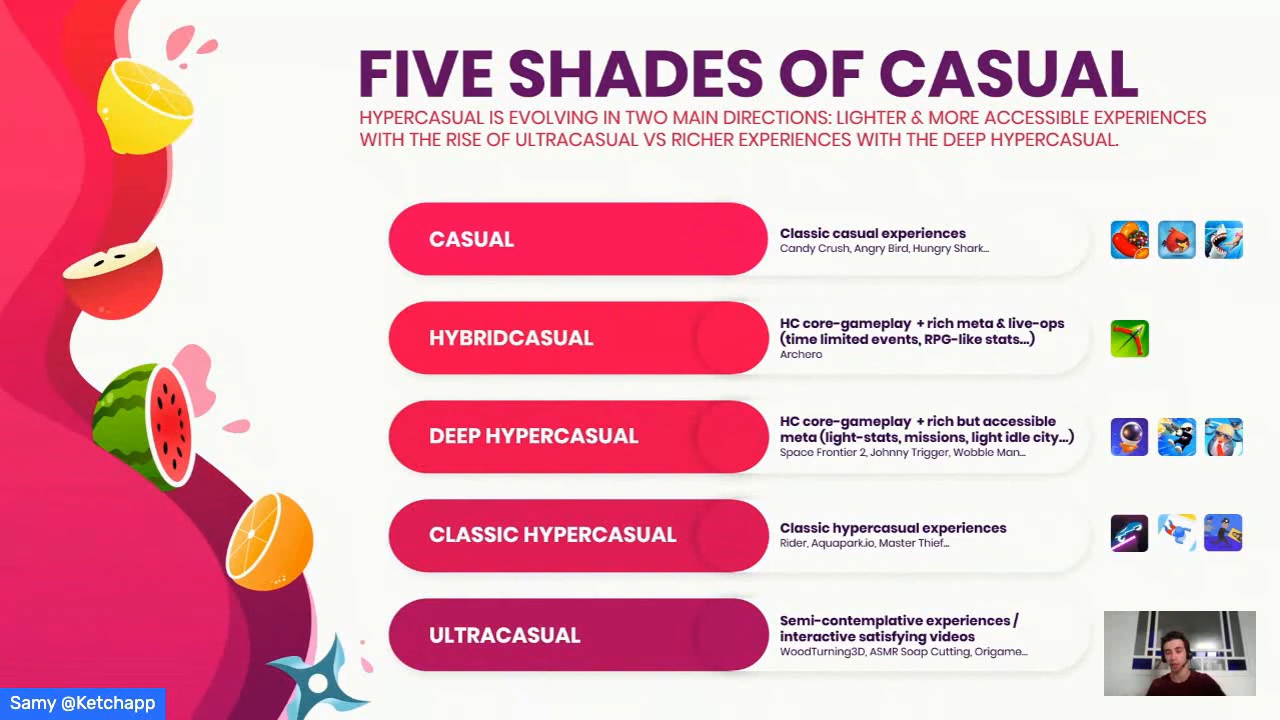 FIVE SHADES OF CASUAL
HYPERCASUAL IS EVOLVING IN TWO MAIN DIRECTIONS: LIGHTER & MORE ACCESSIBLE EXPERIENCES
WITH THE RISE OF ULTRACASUAL VS RICHER EXPERIENCES WITH THE DEEP HYPERCASUAL.
CASUAL
Classic casual experiences
Candy Crush, Angry Bird, Hungry Shark...
HYBRIDCASUAL
HC core-gameplay + rich meta & live-ops
(time limited events, RPG-like stats...)
Archero
DEEP HYPERCASUAL
HC core-gameplay + rich but accessible
meta (light-stats, missions, light idle city...)
Space Frontier 2, Johnny Trigger, Wobble Man...
CLASSIC HYPERCASUAL
Classic hypercasual experiences
Rider, Aquapark.io, Master Thief...
ULTRACASUAL
Semi-contemplative experiences /
interactive satisfying videos
WoodTurning3D, ASMR Soap Cutting, Origame...
Samy @Ketchapp